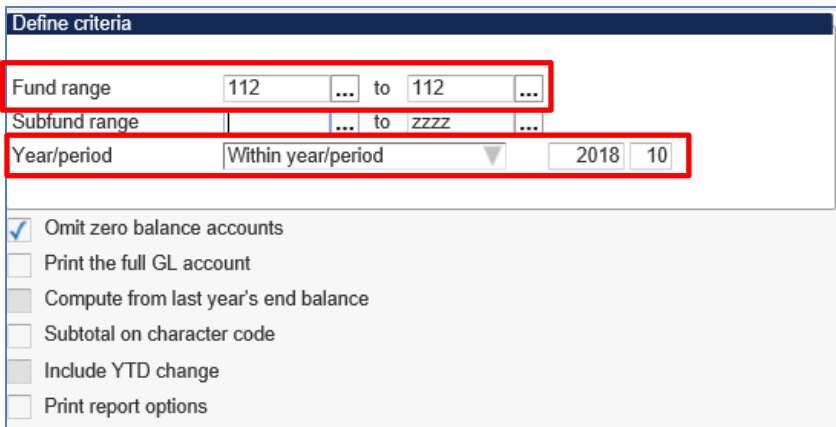 Define criteria
Fund range 112 ... to 112 ...
Subfund range ... to zzzz ...
Year/period Within year/period 2018 10
Omit zero balance accounts
Print the full GL account
Compute from last year's end balance
Subtotal on character code
Include YTD change
Print report options